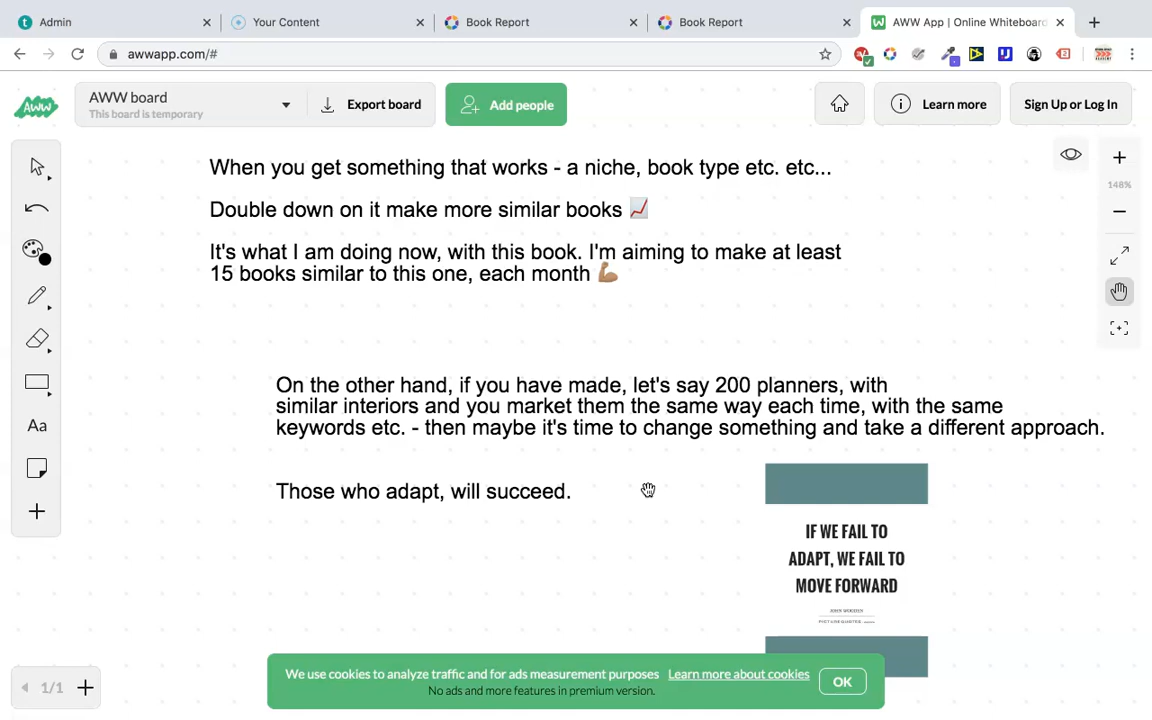 Admin
Your Content
Book Report
Book Report
AWW App | Online Whiteboard
awwapp.com/#
2
AWW
AWW board
This board is temporary
Export board
Add people
Learn more
Sign Up or Log In
148%
When you get something that works - a niche, book type etc. etc...
Double down on it make more similar books 📈
It's what I am doing now, with this book. I'm aiming to make at least
15 books similar to this one, each month 💪🏽
On the other hand, if you have made, let's say 200 planners, with
similar interiors and you market them the same way each time, with the same
keywords etc. - then maybe it's time to change something and take a different approach.
Those who adapt, will succeed.
IF WE FAIL TO
ADAPT, WE FAIL TO
MOVE FORWARD
JOHN WOODEN
Aa
1/1
We use cookies to analyze traffic and for ads measurement purposes Learn more about cookies
No ads and more features in premium version.
OK